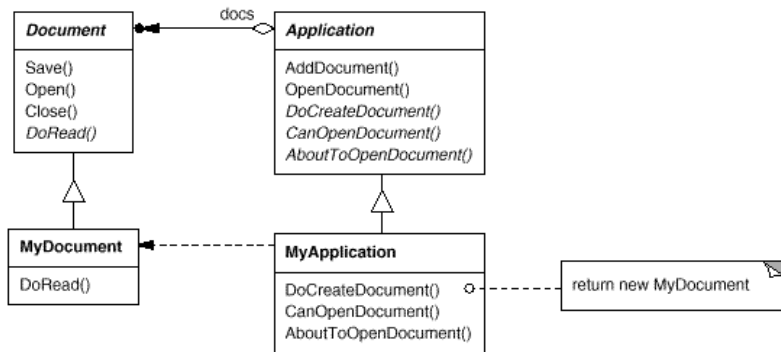 Document
Save()
Open()
Close()
DoRead()
docs
Application
AddDocument()
OpenDocument()
DoCreateDocument()
CanOpenDocument()
AboutToOpenDocument()
MyDocument
DoRead()
MyApplication
DoCreateDocument()
CanOpenDocument()
AboutToOpenDocument()
return new MyDocument